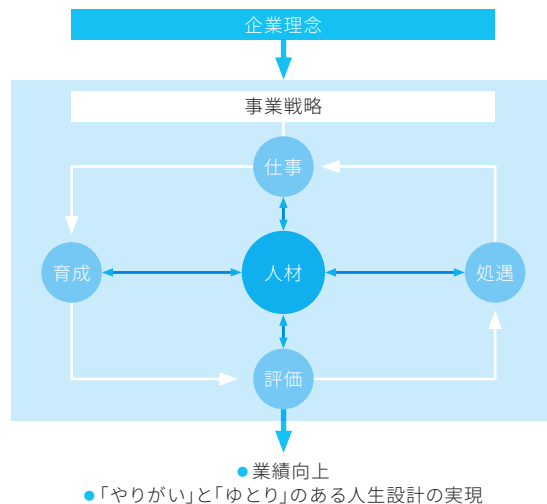 企業理念
事業戦略
仕事
育成
人材
処遇
評価
●業績向上
●「やりがい」と「ゆとり」のある人生設計の実現